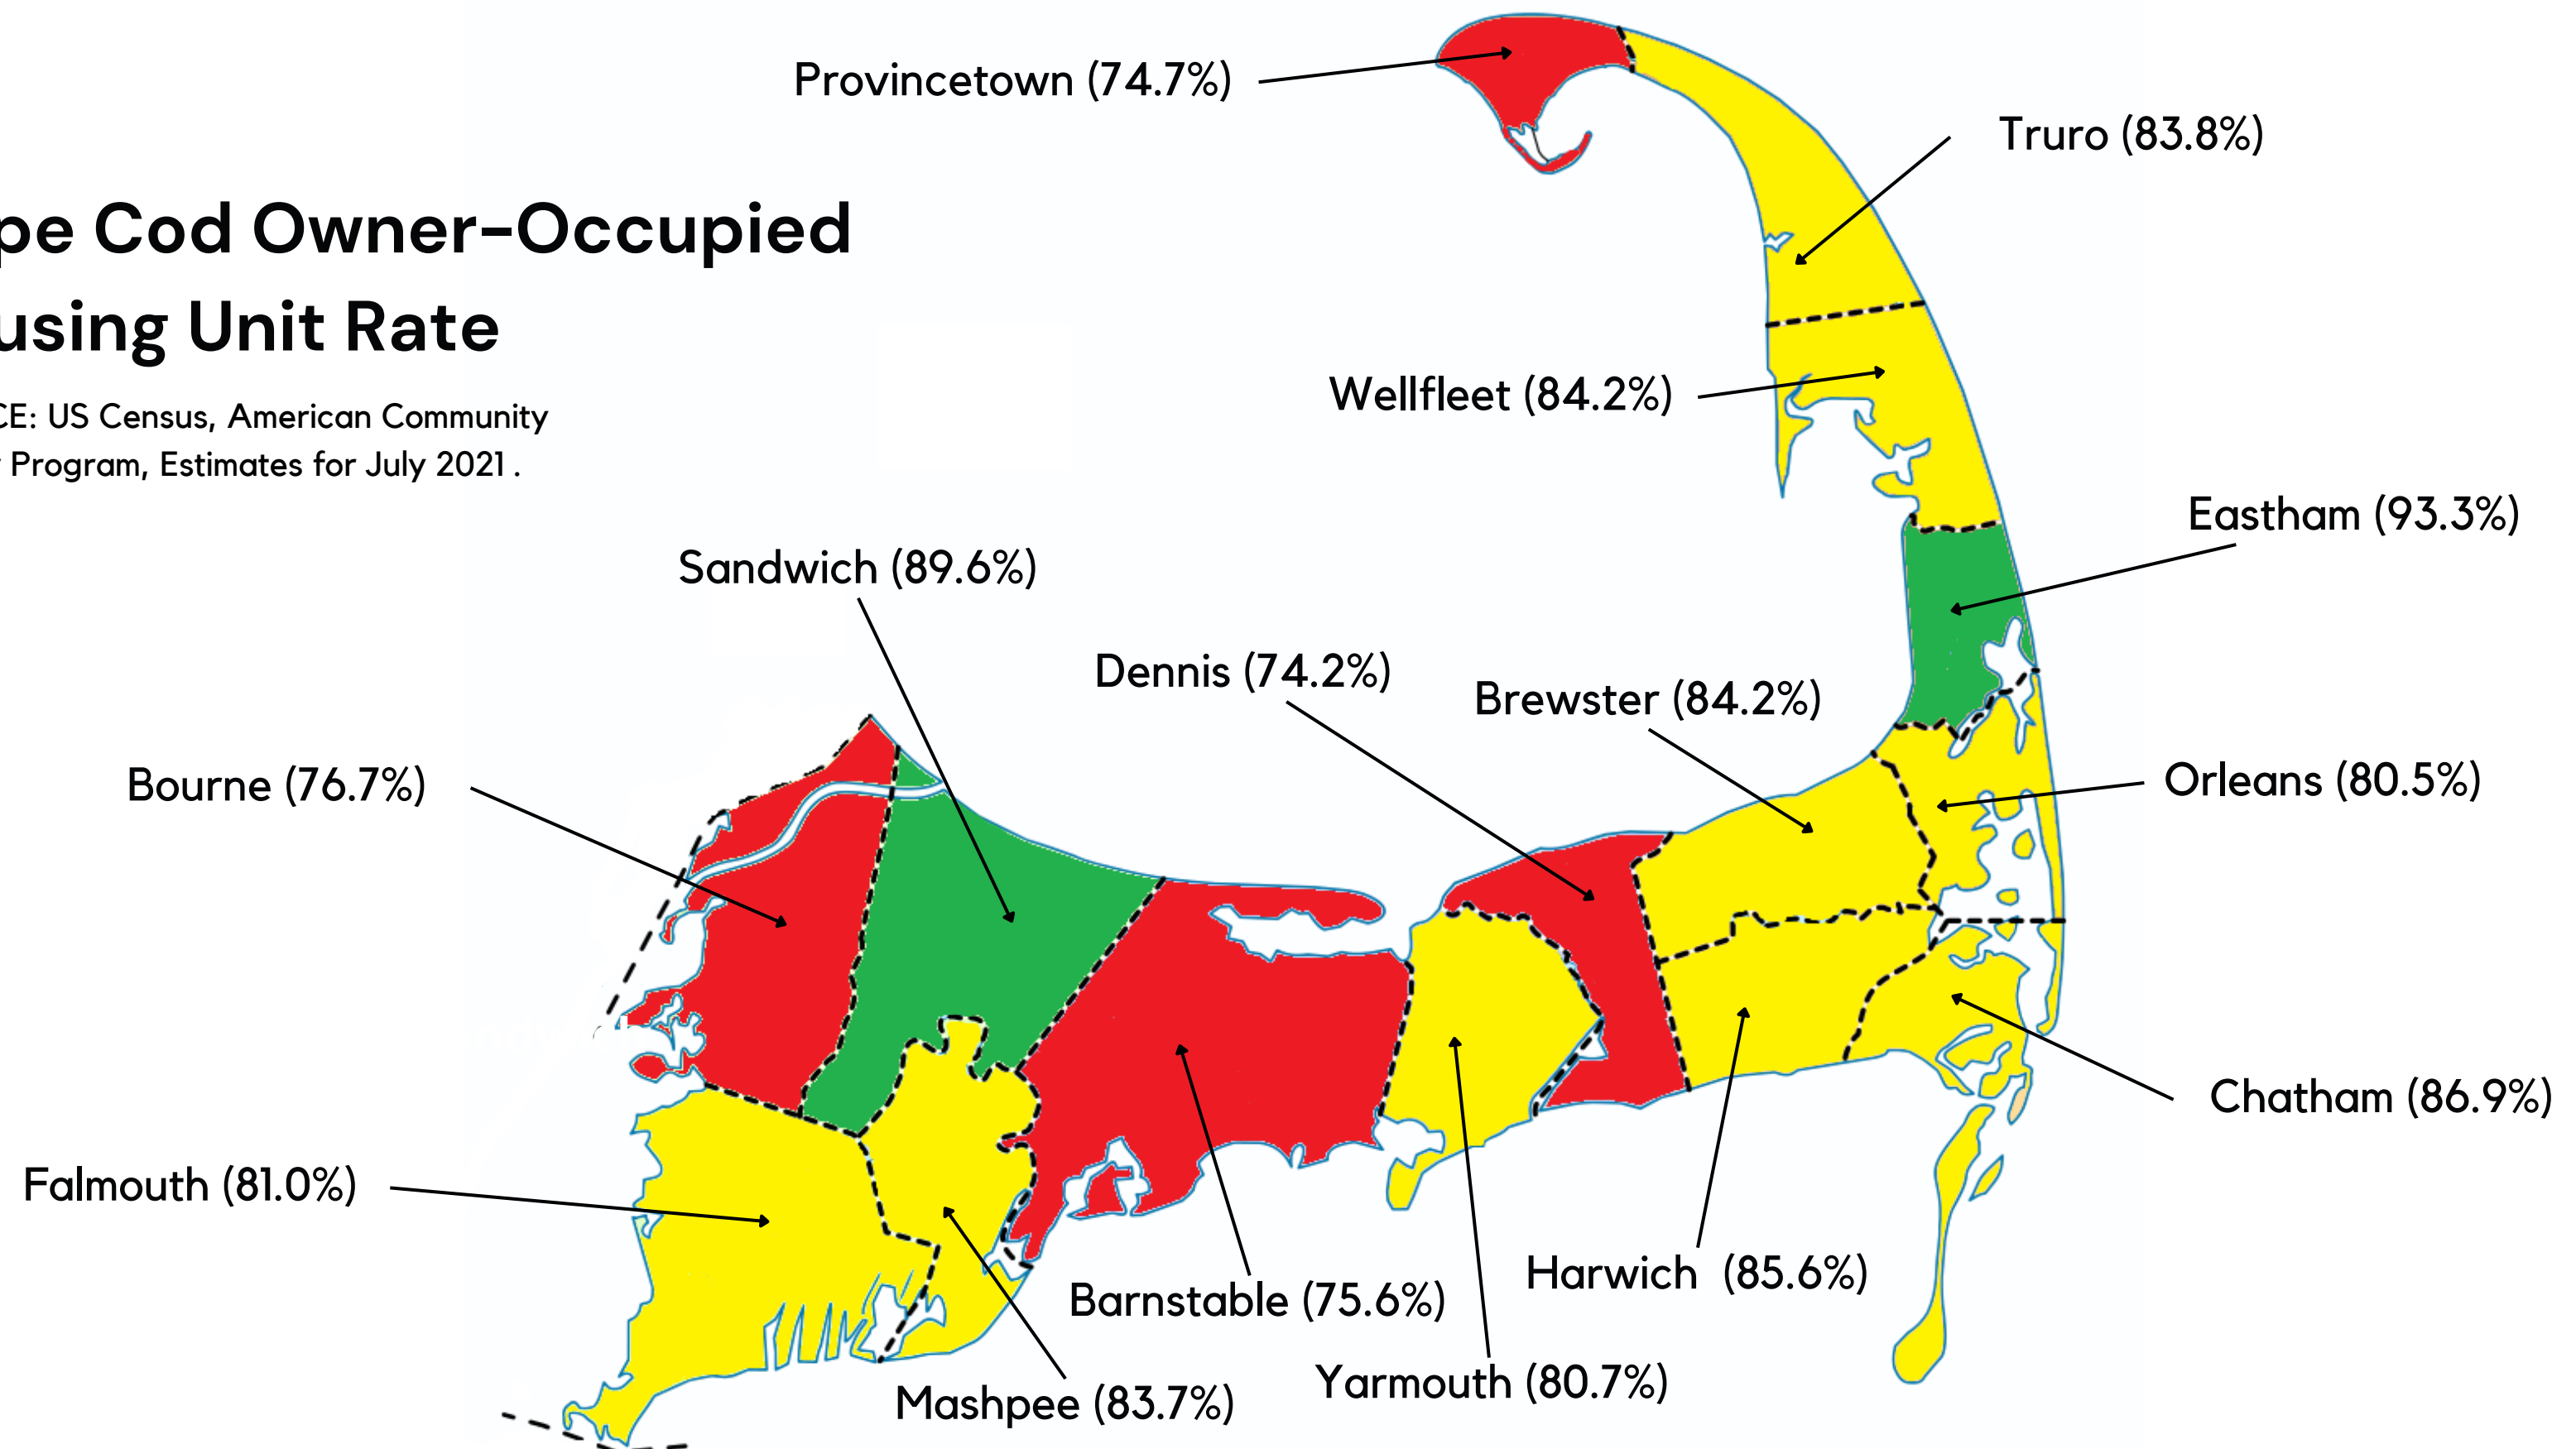 Provincetown (74.7%)
Truro (83.8%)
pe Cod Owner-Occupied
using Unit Rate
CE: US Census, American Community
Program, Estimates for July 2021 .
Wellfleet (84.2%)
Eastham (93.3%)
Sandwich (89.6%)
Dennis (74.2%)
Brewster (84.2%)
Bourne (76.7%)
Orleans (80.5%)
Chatham (86.9%)
Falmouth (81.0%)
Harwich (85.6%)
Barnstable (75.6%)
Yarmouth (80.7%)
Mashpee (83.7%)